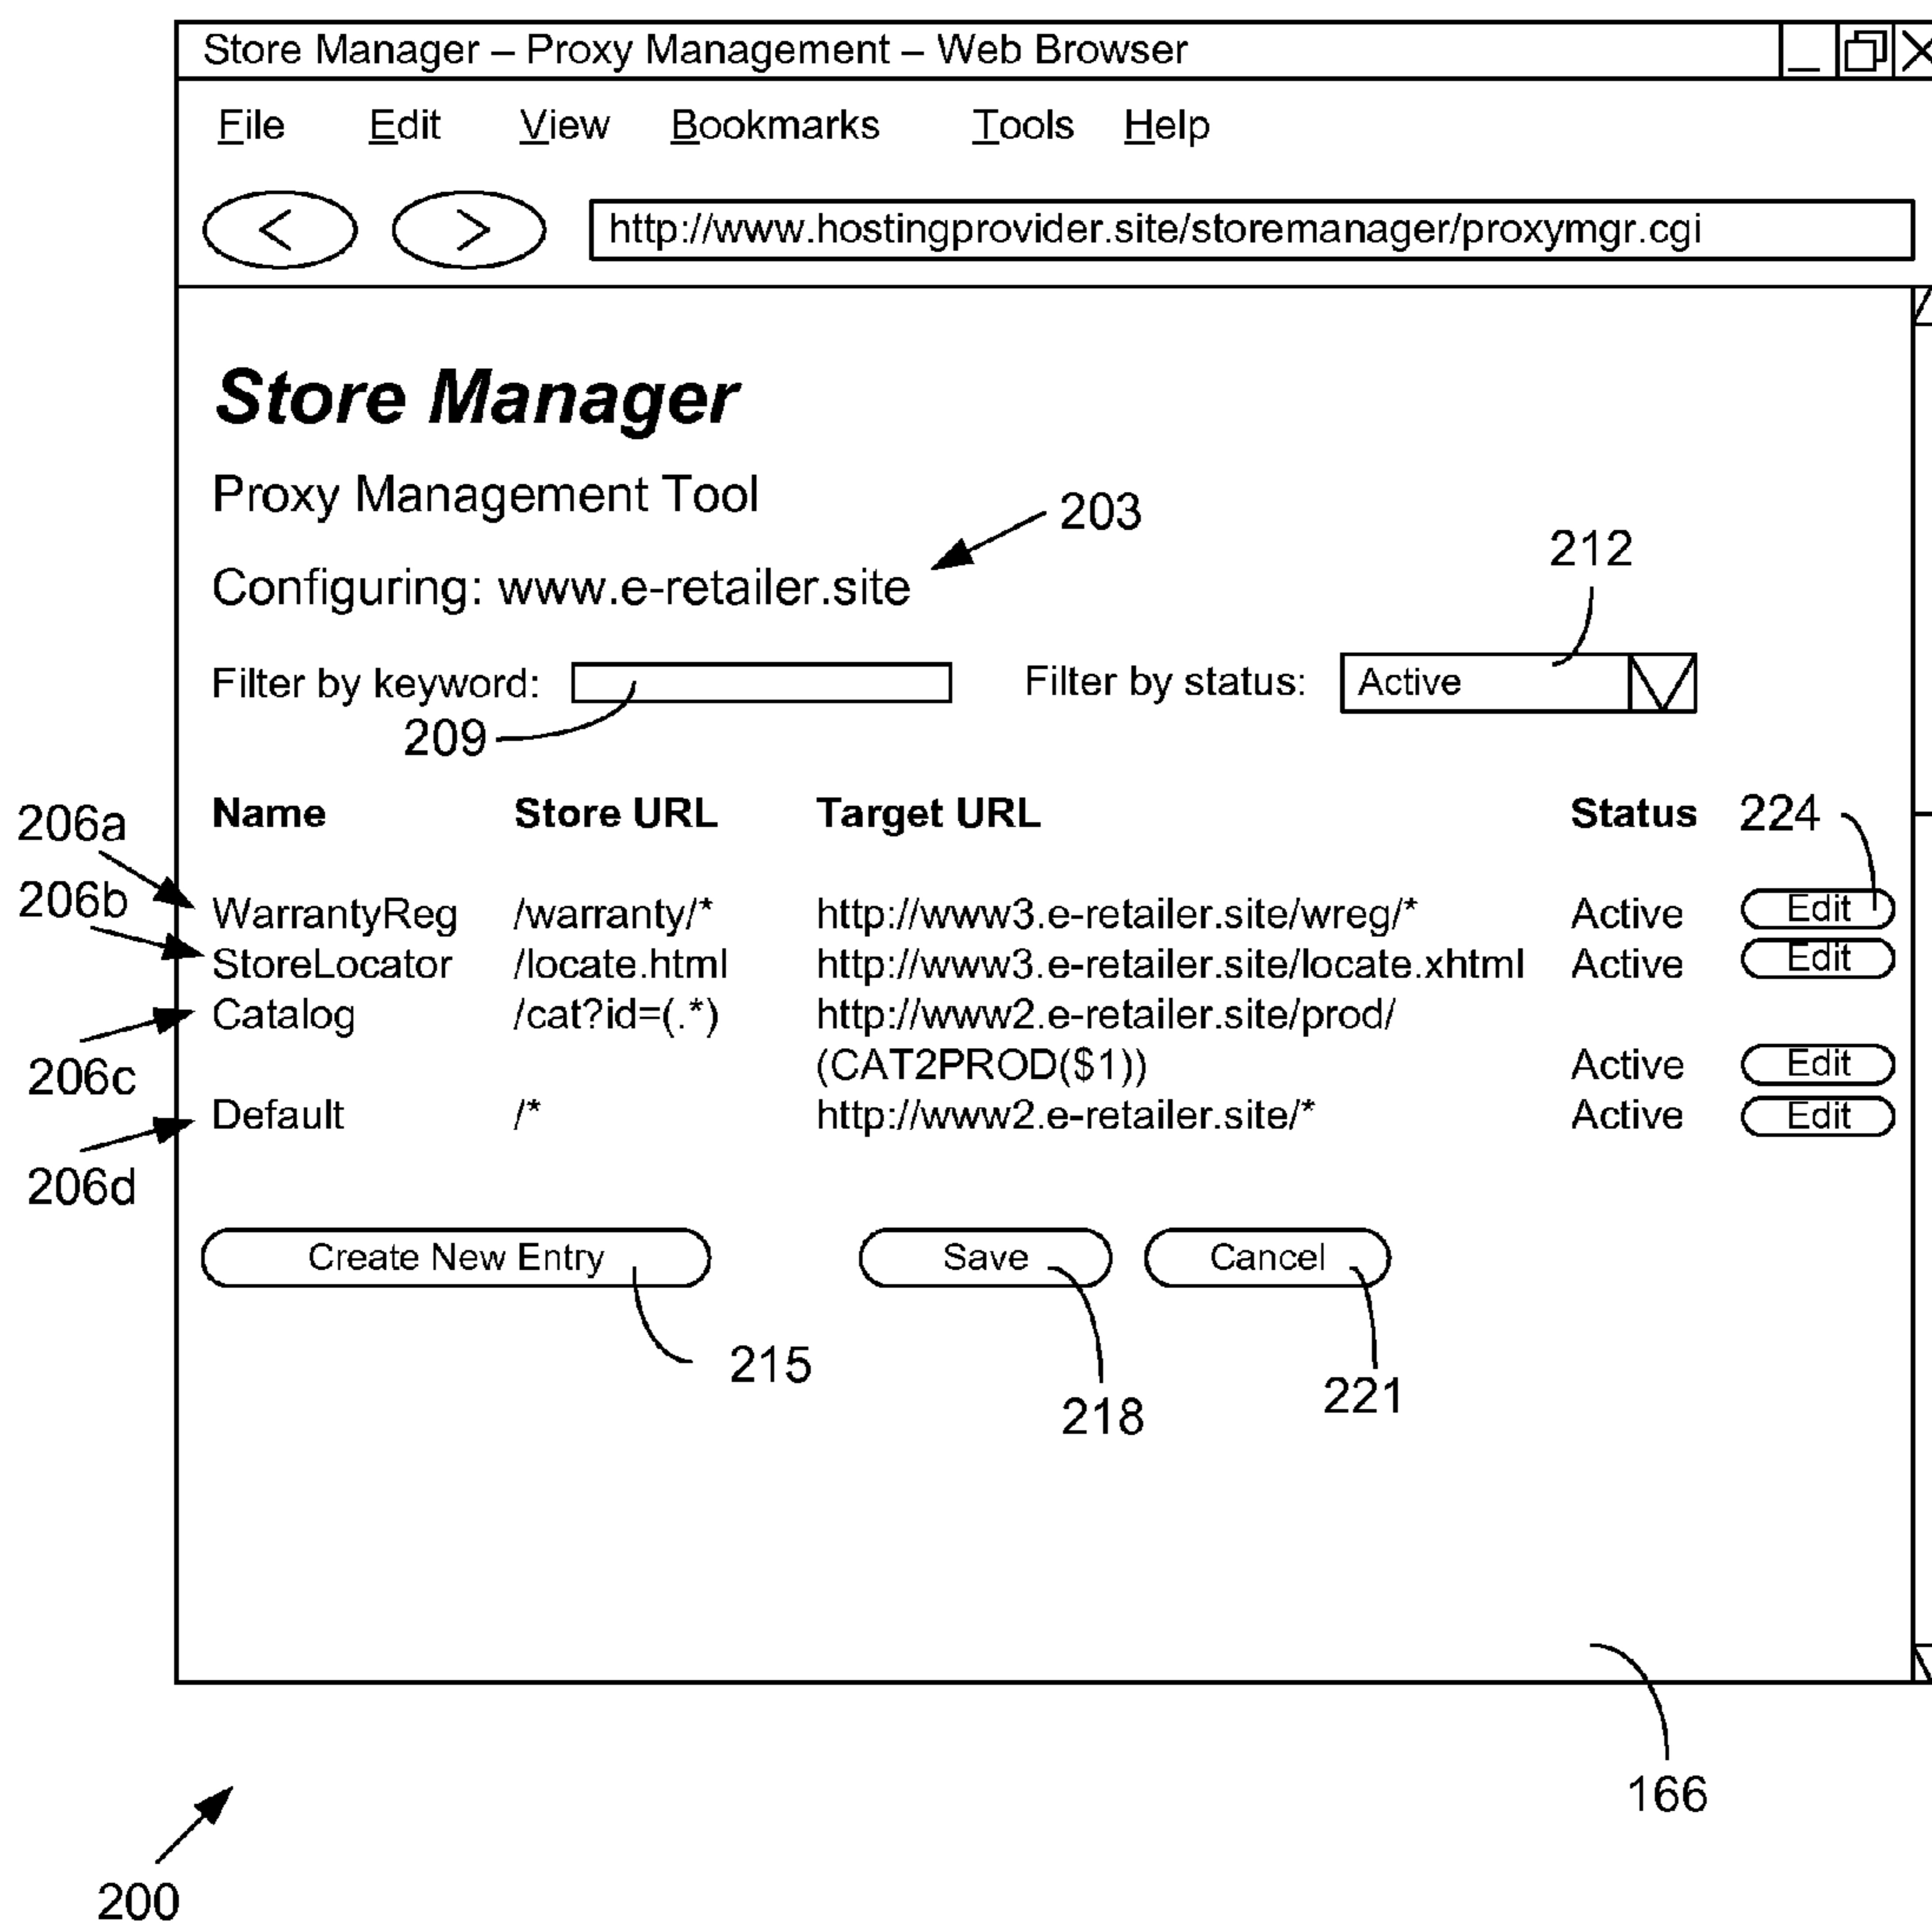 Store Manager – Proxy Management – Web Browser
File Edit View Bookmarks Tools Help
< > http://www.hostingprovider.site/storemanager/proxymgr.cgi
Store Manager
Proxy Management Tool
203
Configuring: www.e-retailer.site
212
Filter by keyword: Filter by status: Active
209
206a Name Store URL Target URL Status 224
206b WarrantyReg /warranty/* http://www3.e-retailer.site/wreg/* Active Edit
StoreLocator /locate.html http://www3.e-retailer.site/locate.xhtml Active Edit
Catalog /cat?id=(.*) http://www2.e-retailer.site/prod/
206c (CAT2PROD($1)) Active Edit
Default /* http://www2.e-retailer.site/* Active Edit
206d
Create New Entry Save Cancel
215
218
221
166
200